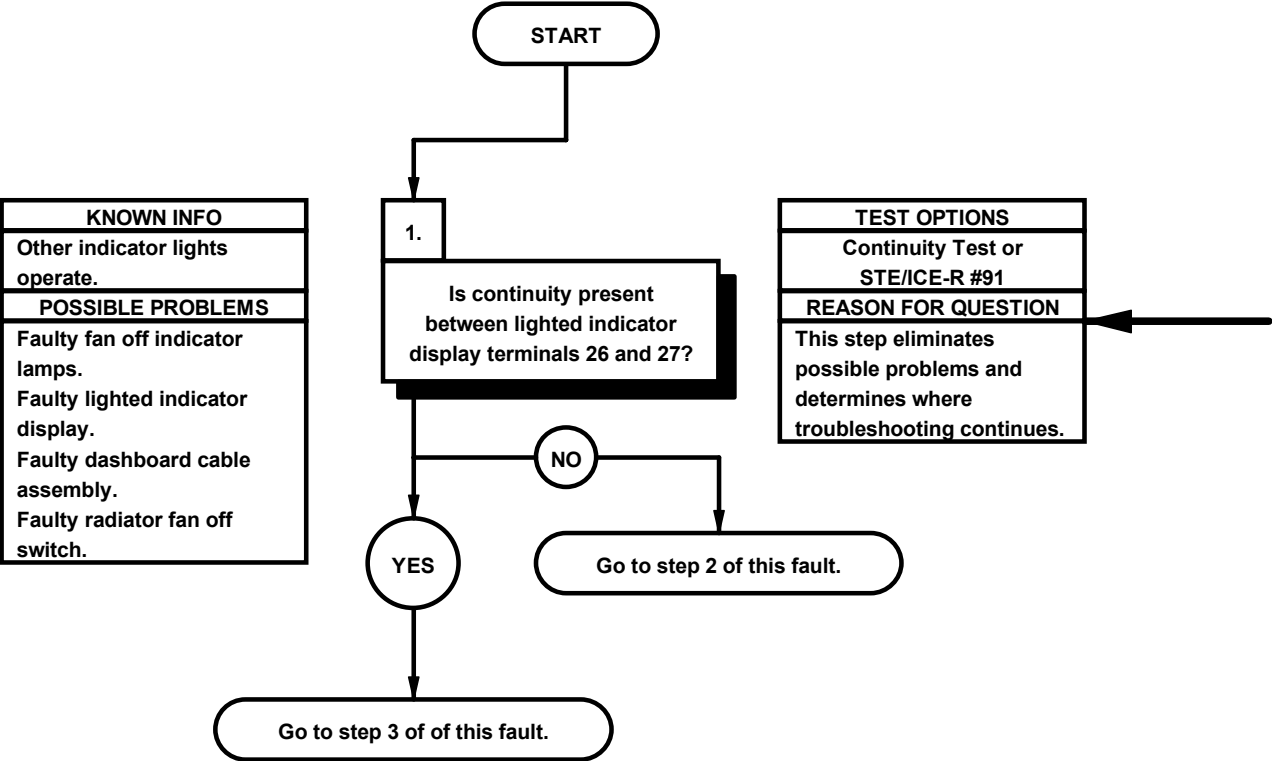 START
KNOWN INFO
Other indicator lights
operate.
POSSIBLE PROBLEMS
Faulty fan off indicator
lamps.
Faulty lighted indicator
display.
Faulty dashboard cable
assembly.
Faulty radiator fan off
switch.
1.
Is continuity present
between lighted indicator
display terminals 26 and 27?
TEST OPTIONS
Continuity Test or
STE/ICE-R #91
REASON FOR QUESTION
This step eliminates
possible problems and
determines where
troubleshooting continues.
NO
YES
Go to step 2 of this fault.
Go to step 3 of of this fault.